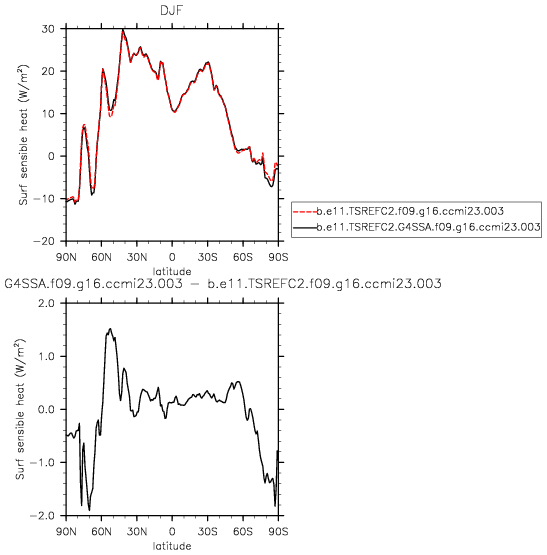 DJF
30
20
10
0
−10
−20
Surf sensible heat (W/m²)
90N 60N 30N 0 30S 60S 90S
latitude
b.e11.TSREFC2.f09.g16.ccmi23.003
b.e11.TSREFC2.G4SSA.f09.g16.ccmi23.003
G4SSA.f09.g16.ccmi23.003 − b.e11.TSREFC2.f09.g16.ccmi23.003
2.0
1.0
0.0
−1.0
−2.0
Surf sensible heat (W/m²)
90N 60N 30N 0 30S 60S 90S
latitude